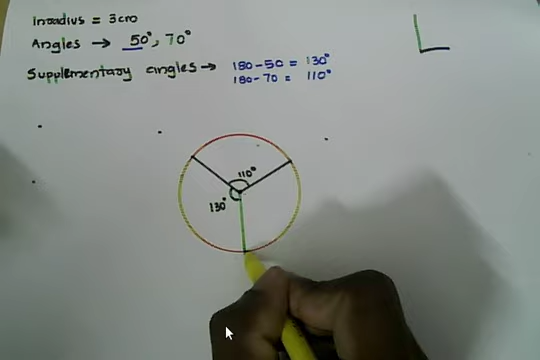 Inradius = 3cm
Angles → 50°, 70°
Supplementary angles → 180-50 = 130°
180-70 = 110°
110°
130°